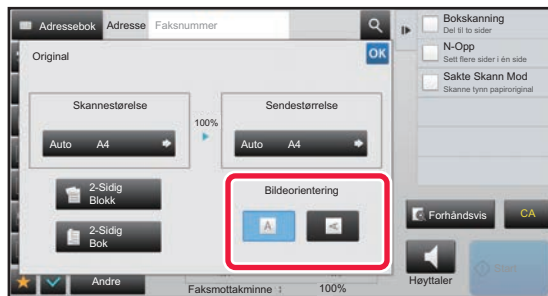 Adressebok Adresse Faksnummer
Original
OK
Skannestørelse
100%
Sendestørrelse
Auto A4
Auto A4
2-Sidig
Blokk
2-Sidig
Bok
Bildeorientering
A
A
Bokskanning
Del til to sider
N-Opp
Sett flere sider i én side
Sakte Skann Mod
Skanne tynn papiroriginal
Forhåndsvis
CA
Høyttaler
Start
Andre
Faksmottakminne : 100%